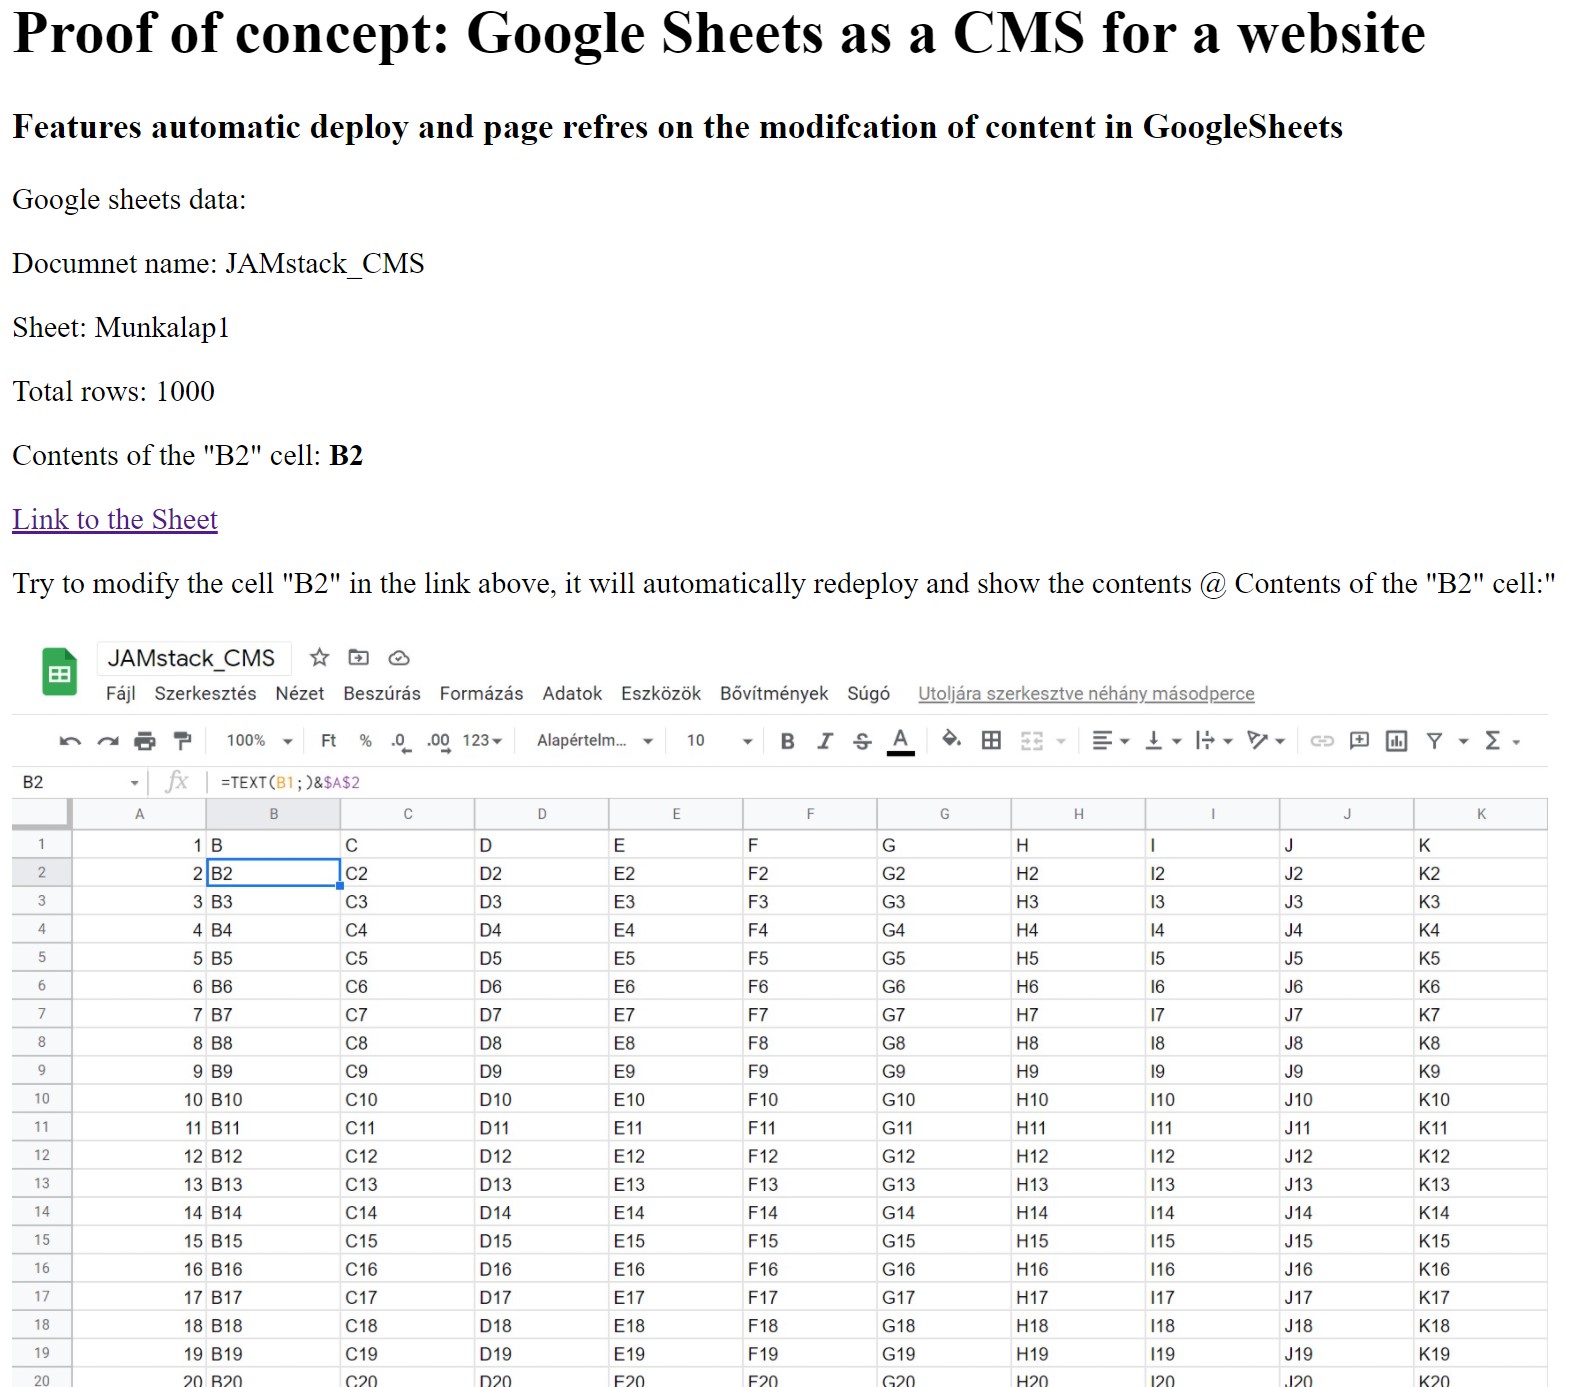 Proof of concept: Google Sheets as a CMS for a website
Features automatic deploy and page refres on the modifcation of content in GoogleSheets
Google sheets data:
Documnet name: JAMstack_CMS
Sheet: Munkalap1
Total rows: 1000
Contents of the "B2" cell: B2
Link to the Sheet
Try to modify the cell "B2" in the link above, it will automatically redeploy and show the contents @ Contents of the "B2" cell:"
JAMstack_CMS
Fájl Szerkesztés Nézet Beszúrás Formázás Adatok Eszközök Bővítmények Súgó Utoljára szerkesztve néhány másodperce
100% Ft % .0 .00 123 Alapértelm... 10 B I S A Σ
B2 fx =TEXT(B1;)&$A$2
A B C D E F G H I J K
1 1 B C D E F G H I J K
2 2 B2 C2 D2 E2 F2 G2 H2 I2 J2 K2
3 3 B3 C3 D3 E3 F3 G3 H3 I3 J3 K3
4 4 B4 C4 D4 E4 F4 G4 H4 I4 J4 K4
5 5 B5 C5 D5 E5 F5 G5 H5 I5 J5 K5
6 6 B6 C6 D6 E6 F6 G6 H6 I6 J6 K6
7 7 B7 C7 D7 E7 F7 G7 H7 I7 J7 K7
8 8 B8 C8 D8 E8 F8 G8 H8 I8 J8 K8
9 9 B9 C9 D9 E9 F9 G9 H9 I9 J9 K9
10 10 B10 C10 D10 E10 F10 G10 H10 I10 J10 K10
11 11 B11 C11 D11 E11 F11 G11 H11 I11 J11 K11
12 12 B12 C12 D12 E12 F12 G12 H12 I12 J12 K12
13 13 B13 C13 D13 E13 F13 G13 H13 I13 J13 K13
14 14 B14 C14 D14 E14 F14 G14 H14 I14 J14 K14
15 15 B15 C15 D15 E15 F15 G15 H15 I15 J15 K15
16 16 B16 C16 D16 E16 F16 G16 H16 I16 J16 K16
17 17 B17 C17 D17 E17 F17 G17 H17 I17 J17 K17
18 18 B18 C18 D18 E18 F18 G18 H18 I18 J18 K18
19 19 B19 C19 D19 E19 F19 G19 H19 I19 J19 K19
20 20 B20 C20 D20 E20 F20 G20 H20 I20 J20 K20